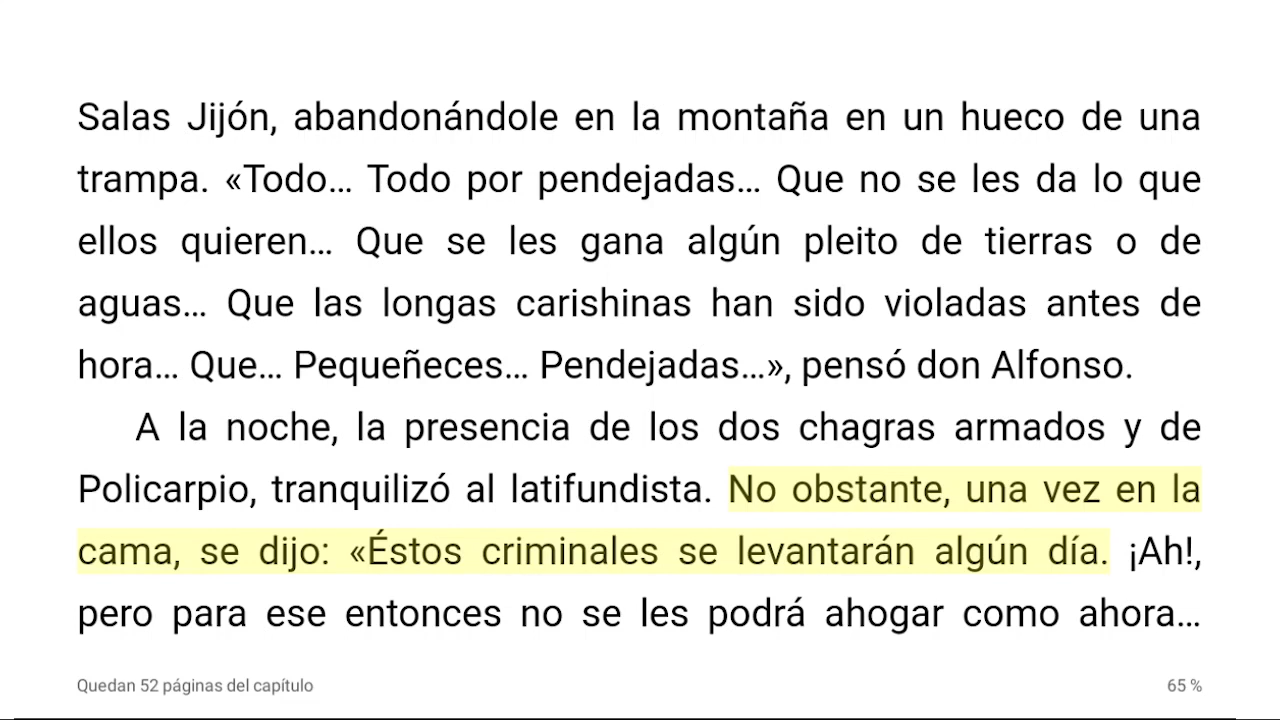 Salas Jijón, abandonándole en la montaña en un hueco de una
trampa. «Todo… Todo por pendejadas… Que no se les da lo que
ellos quieren… Que se les gana algún pleito de tierras o de
aguas… Que las longas carishinas han sido violadas antes de
hora… Que… Pequeñeces… Pendejadas…», pensó don Alfonso.
A la noche, la presencia de los dos chagras armados y de
Policarpio, tranquilizó al latifundista. No obstante, una vez en la
cama, se dijo: «Éstos criminales se levantarán algún día. ¡Ah!,
pero para ese entonces no se les podrá ahogar como ahora…
Quedan 52 páginas del capítulo
65 %